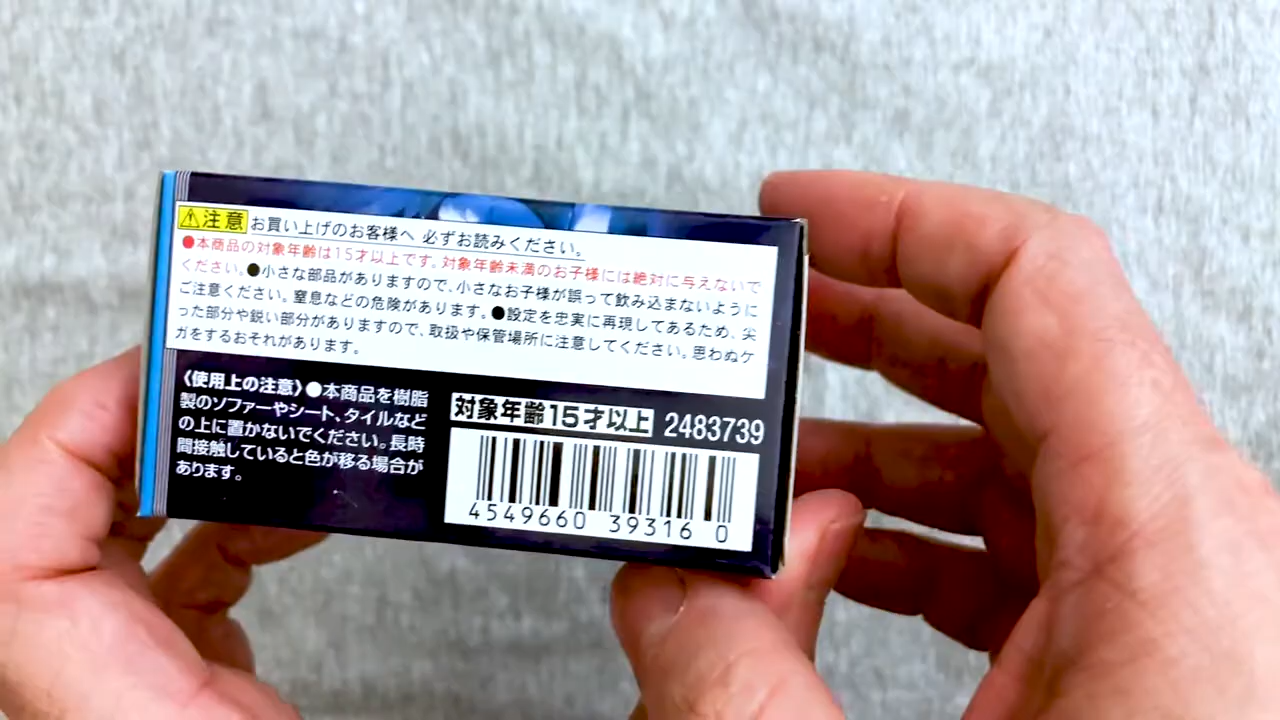 ⚠注意 お買い上げのお客様へ 必ずお読みください。
●本商品の対象年齢は15才以上です。対象年齢未満のお子様には絶対に与えないで
ください。●小さな部品がありますので、小さなお子様が誤って飲み込まないように
ご注意ください。窒息などの危険があります。●設定を忠実に再現してあるため、尖
った部分や鋭い部分がありますので、取扱や保管場所に注意してください。思わぬケ
ガをするおそれがあります。
《使用上の注意》●本商品を樹脂
製のソファーやシート、タイルなど
の上に置かないでください。長時
間接触していると色が移る場合が
あります。
対象年齢15才以上 2483739
4549660 39316 0